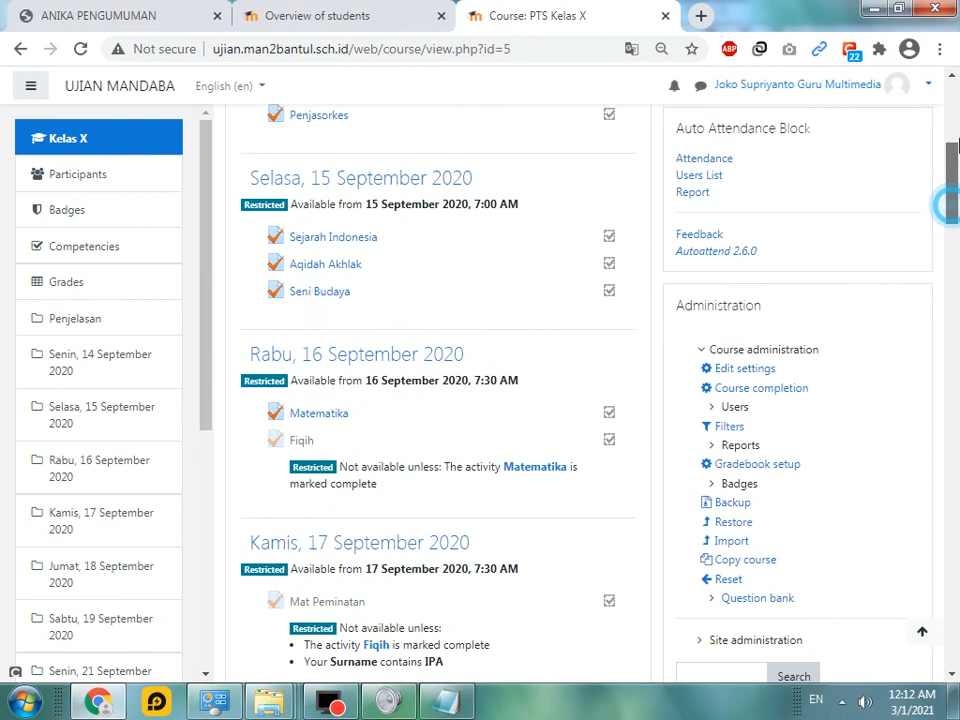 ANIKA PENGUMUMAN
Overview of students
Course: PTS Kelas X
Not secure
ujian.man2bantul.sch.id/web/course/view.php?id=5
ABP
22
UJIAN MANDABA
English (en)
Joko Supriyanto Guru Multimedia
Kelas X
Participants
Badges
Competencies
Grades
Penjelasan
Senin, 14 September
2020
Selasa, 15 September
2020
Rabu, 16 September
2020
Kamis, 17 September
2020
Jumat, 18 September
2020
Sabtu, 19 September
2020
Senin, 21 September
Penjasorkes
Selasa, 15 September 2020
Restricted Available from 15 September 2020, 7:00 AM
Sejarah Indonesia
Aqidah Akhlak
Seni Budaya
Rabu, 16 September 2020
Restricted Available from 16 September 2020, 7:30 AM
Matematika
Fiqih
Restricted Not available unless: The activity Matematika is
marked complete
Kamis, 17 September 2020
Restricted Available from 17 September 2020, 7:30 AM
Mat Peminatan
Restricted Not available unless:
• The activity Fiqih is marked complete
• Your Surname contains IPA
Auto Attendance Block
Attendance
Users List
Report
Feedback
Autoattend 2.6.0
Administration
Course administration
Edit settings
Course completion
Users
Filters
Reports
Gradebook setup
Badges
Backup
Restore
Import
Copy course
Reset
Question bank
Site administration
Search
EN
12:12 AM
3/1/2021